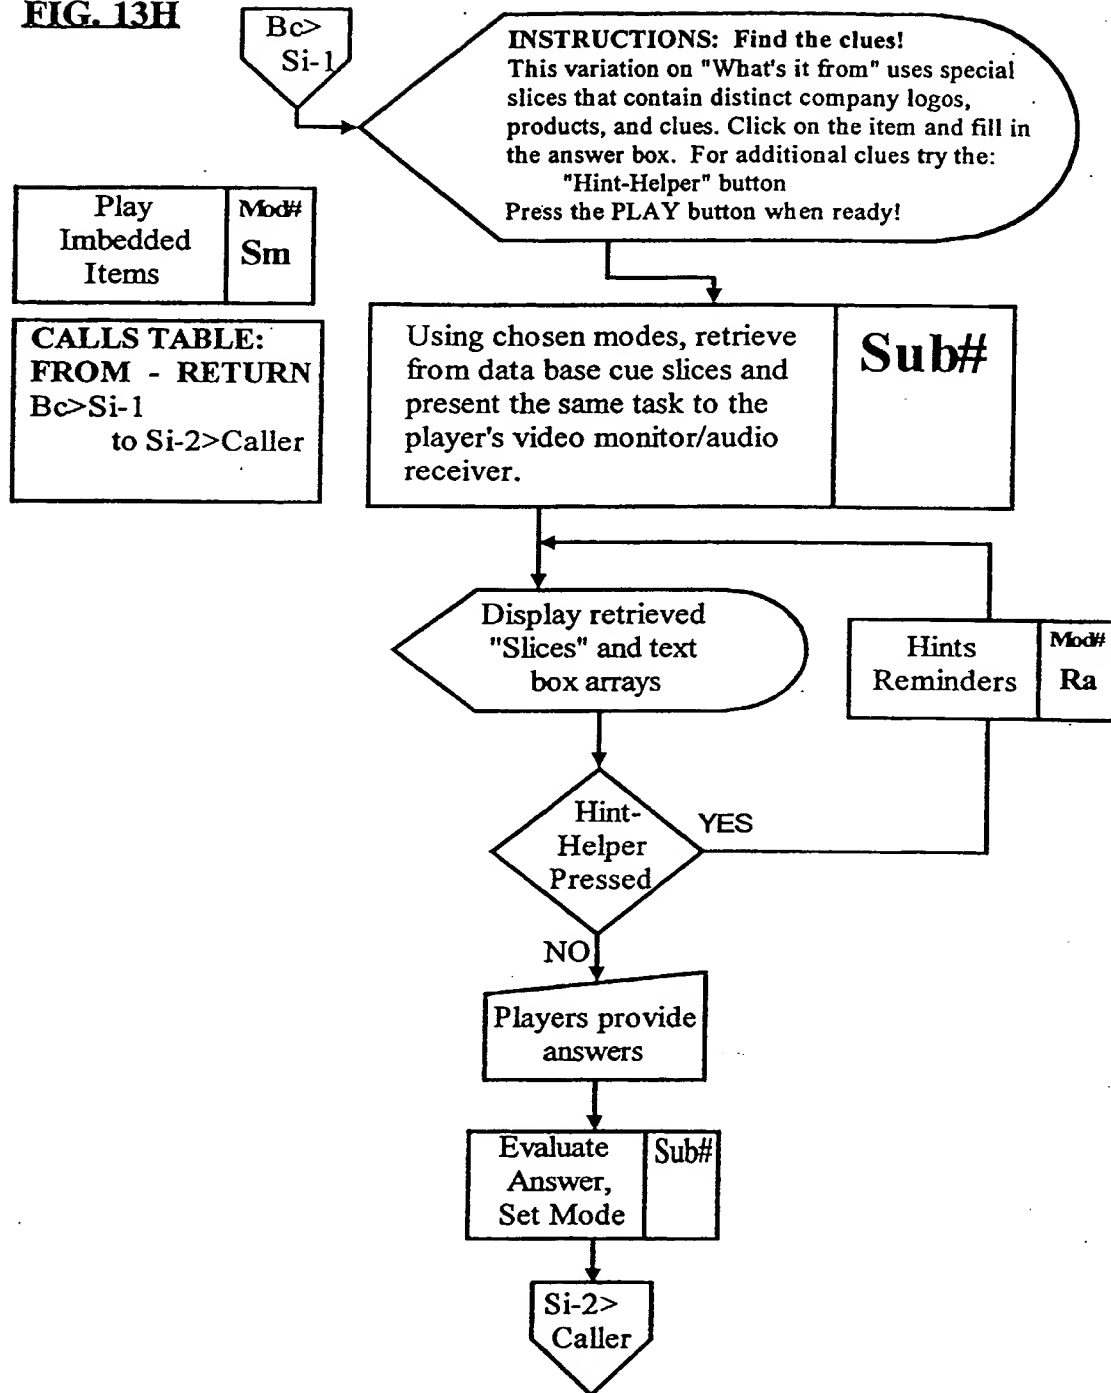 FIG. 13H
Bc>
Si-1
INSTRUCTIONS: Find the clues!
This variation on "What's it from" uses special
slices that contain distinct company logos,
products, and clues. Click on the item and fill in
the answer box. For additional clues try the:
"Hint-Helper" button
Press the PLAY button when ready!
Play
Imbedded
Items
Mod#
Sm
CALLS TABLE:
FROM - RETURN
Bc>Si-1
to Si-2>Caller
Using chosen modes, retrieve
from data base cue slices and
present the same task to the
player's video monitor/audio
receiver.
Sub#
Display retrieved
"Slices" and text
box arrays
Hints
Reminders
Mod#
Ra
Hint-
Helper
Pressed
YES
NO
Players provide
answers
Evaluate
Answer,
Set Mode
Sub#
Si-2>
Caller